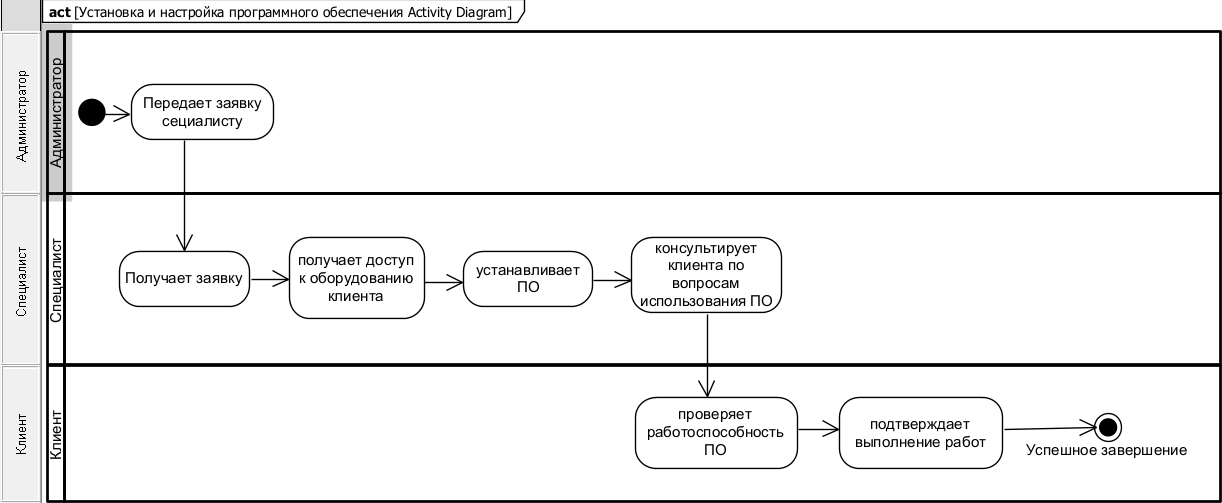 act [Установка и настройка программного обеспечения Activity Diagram]
Администратор
Администратор
Передает заявку
сециалисту
Специалист
Специалист
Получает заявку
получает доступ
к оборудованию
клиента
устанавливает
ПО
консультирует
клиента по
вопросам
использования ПО
Клиент
Клиент
проверяет
работоспособность
ПО
подтверждает
выполнение работ
Успешное завершение